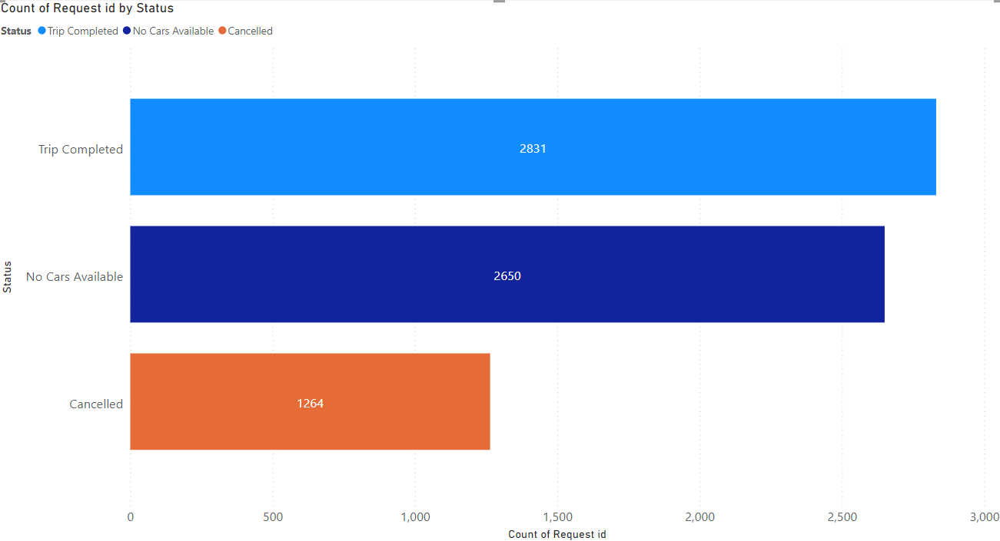 Count of Request id by Status
Status Trip Completed No Cars Available Cancelled
Trip Completed
2831
No Cars Available
2650
Cancelled
1264
Status
0 500 1,000 1,500 2,000 2,500 3,000
Count of Request id